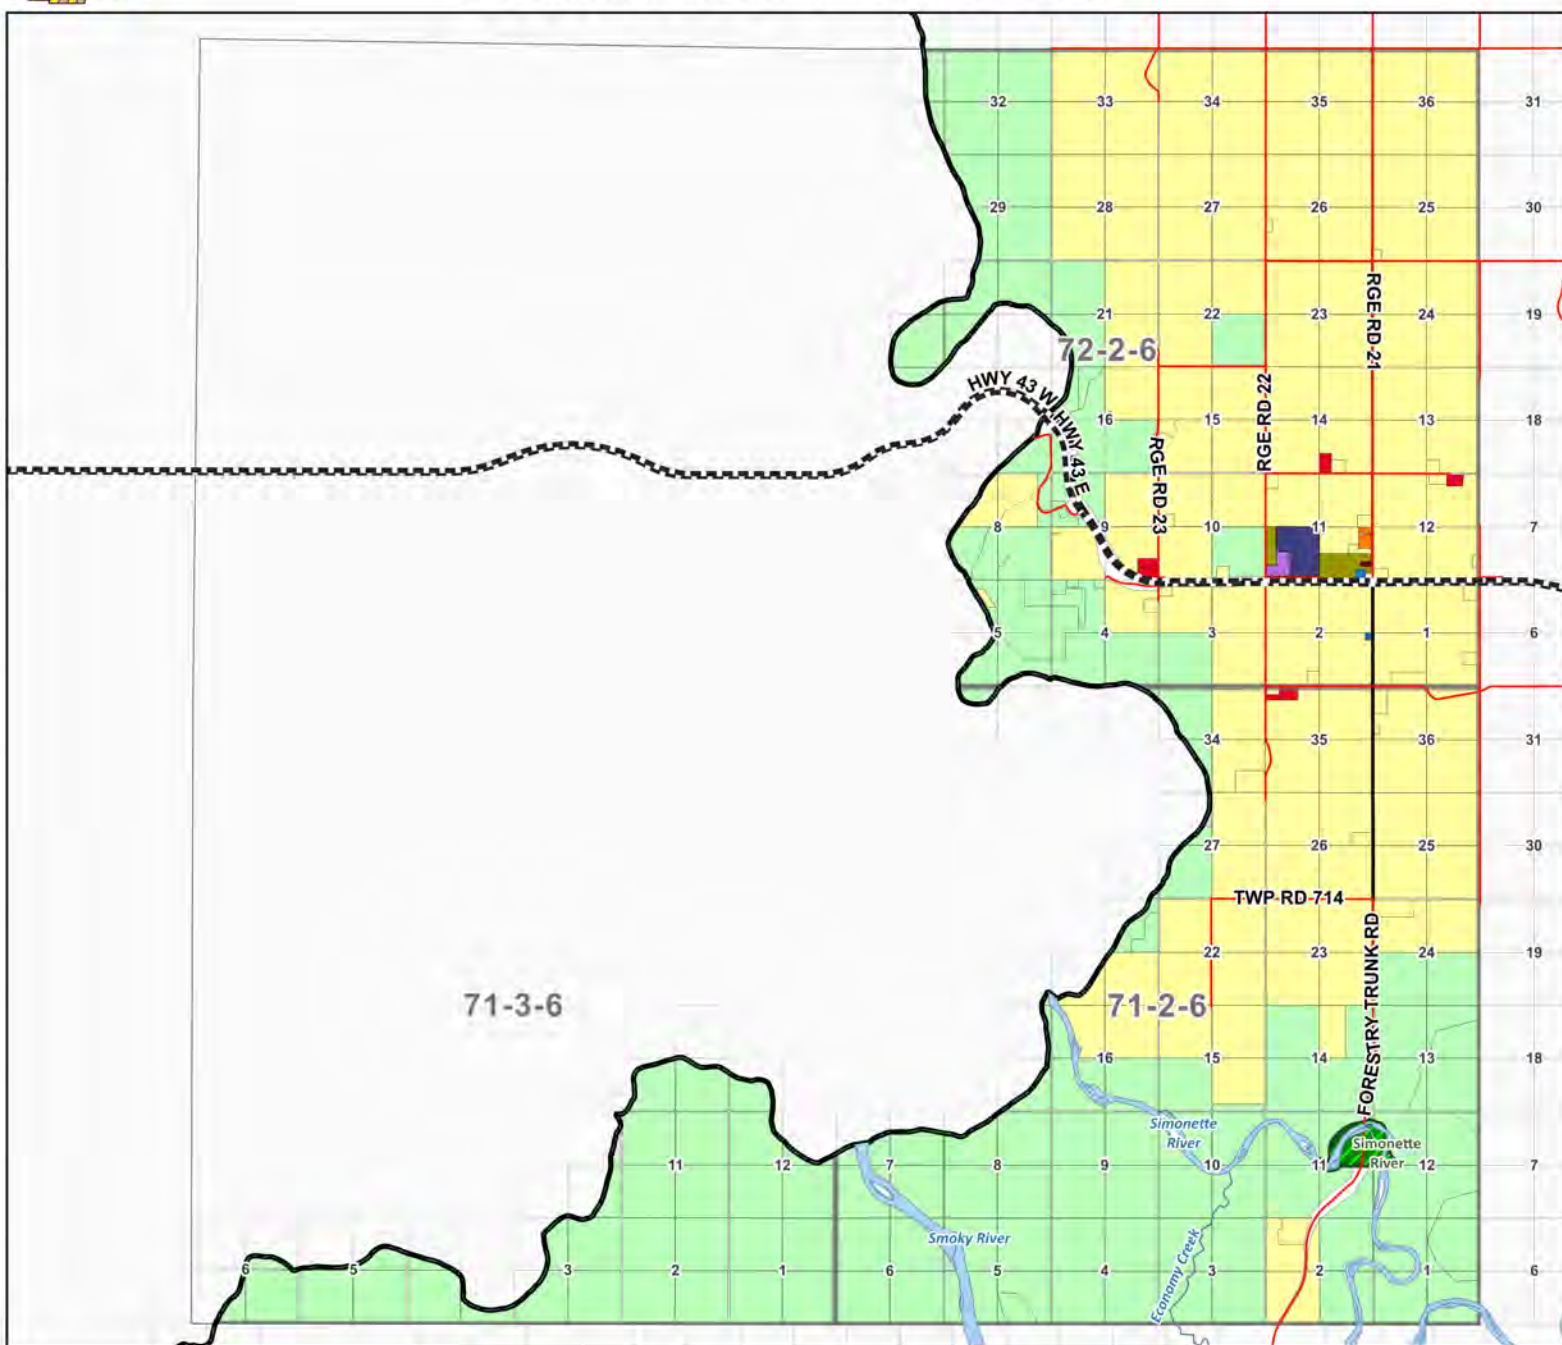 32 33 34 35 36 31
29 28 27 26 25 30
21 22 23 24 19
RGE-RD-21
72-2-6
RGE-RD-22
HWY 43 W
HWY 43 E
16 15 14 13 18
RGE-RD-23
8 9 10 11 12 7
5 4 3 2 1 6
34 35 36 31
27 26 25 30
TWP-RD-714
22 23 24 19
FORESTRY-TRUNK-RD
71-3-6
71-2-6
16 15 14 13 18
Simonette
River
Simonette
River
11 12 7 8 9 10 11 12 7
Smoky River
Economy Creek
6 5 3 2 1 6 5 4 3 2 1 6